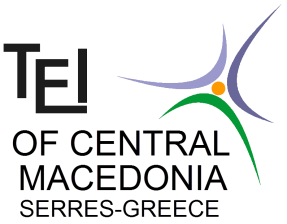 TEI
OF CENTRAL
MACEDONIA
SERRES-GREECE